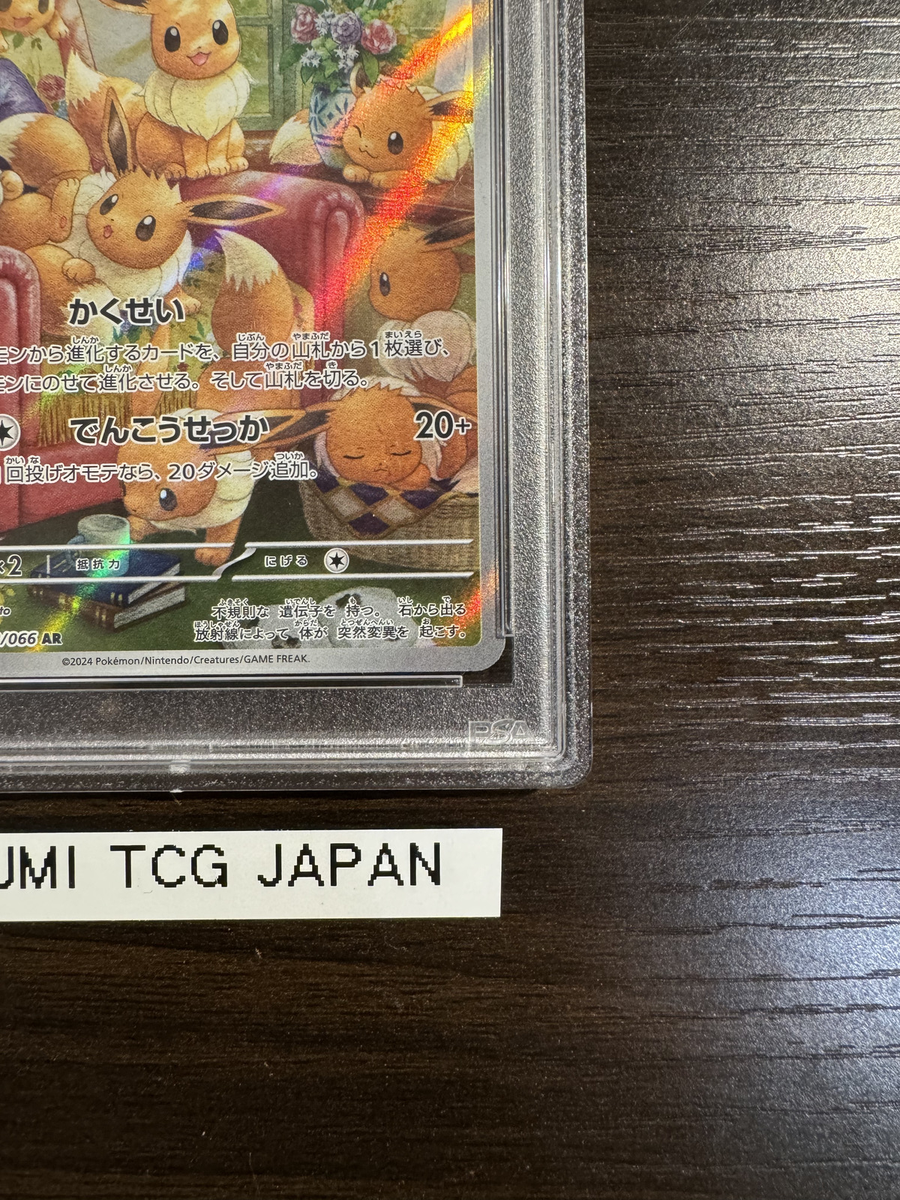 かくせい
モンから進化するカードを、自分の山札から1枚選び、
モンにのせて進化させる。そして山札を切る。
でんこうせっか 20+
回投げオモテなら、20ダメージ追加。
×2 抵抗力 にげる
不規則な 遺伝子を 持つ。 石から出る
/066 AR 放射線によって 体が 突然変異を 起こす。
©2024 Pokémon/Nintendo/Creatures/GAME FREAK.
PSA
UMI TCG JAPAN